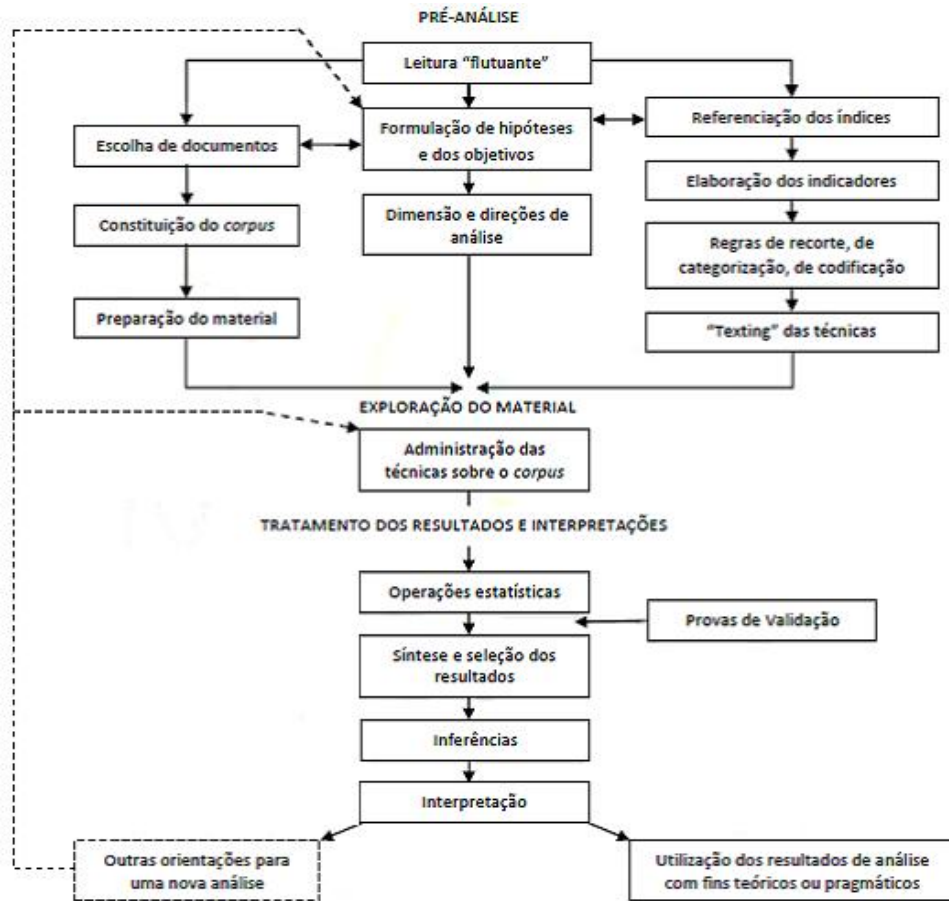 PRÉ-ANÁLISE
Leitura “flutuante”
Escolha de documentos
Formulação de hipóteses
e dos objetivos
Referenciação dos índices
Elaboração dos indicadores
Constituição do corpus
Dimensão e direções de
análise
Regras de recorte, de
categorização, de codificação
Preparação do material
“Texting” das técnicas
EXPLORAÇÃO DO MATERIAL
Administração das
técnicas sobre o corpus
TRATAMENTO DOS RESULTADOS E INTERPRETAÇÕES
Operações estatísticas
Provas de Validação
Síntese e seleção dos
resultados
Inferências
Interpretação
Outras orientações para
uma nova análise
Utilização dos resultados de análise
com fins teóricos ou pragmáticos